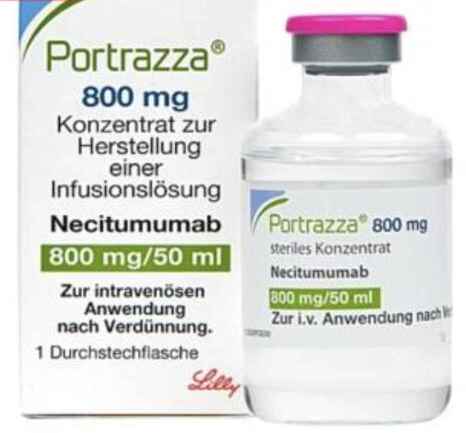 Portrazza®
800 mg
Konzentrat zur
Herstellung
einer
Infusionslösung
Necitumumab
800 mg/50 ml
Zur intravenösen
Anwendung
nach Verdünnung.
1 Durchstechflasche
Lilly
Portrazza® 800 mg
steriles Konzentrat
Necitumumab
800 mg/50 ml
Zur i.v. Anwendung nach